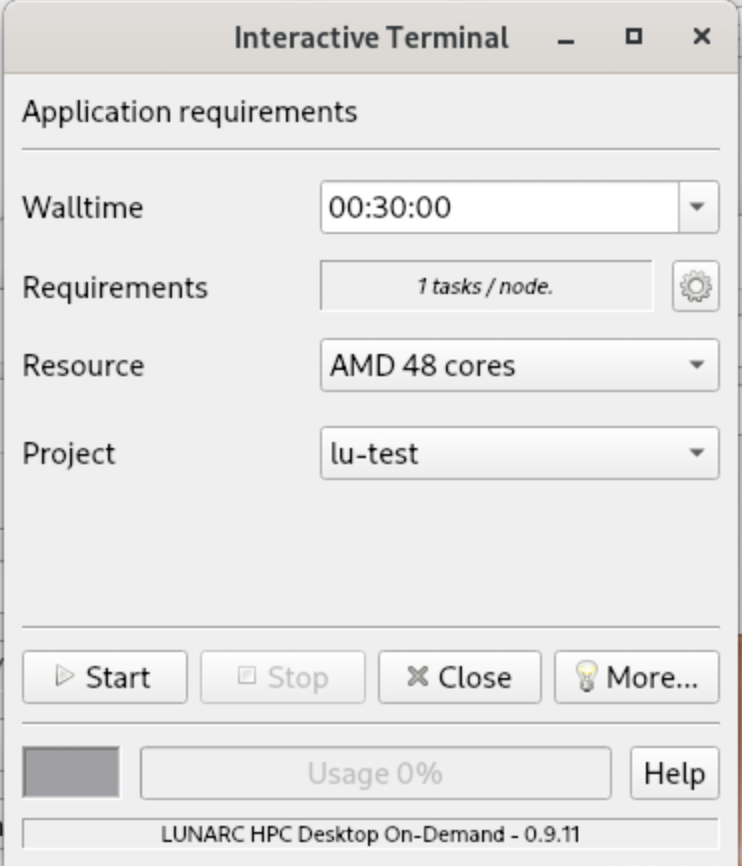 Interactive Terminal
Application requirements
Walltime 00:30:00
Requirements 1 tasks / node.
Resource AMD 48 cores
Project lu-test
Start Stop Close More...
Usage 0% Help
LUNARC HPC Desktop On-Demand - 0.9.11